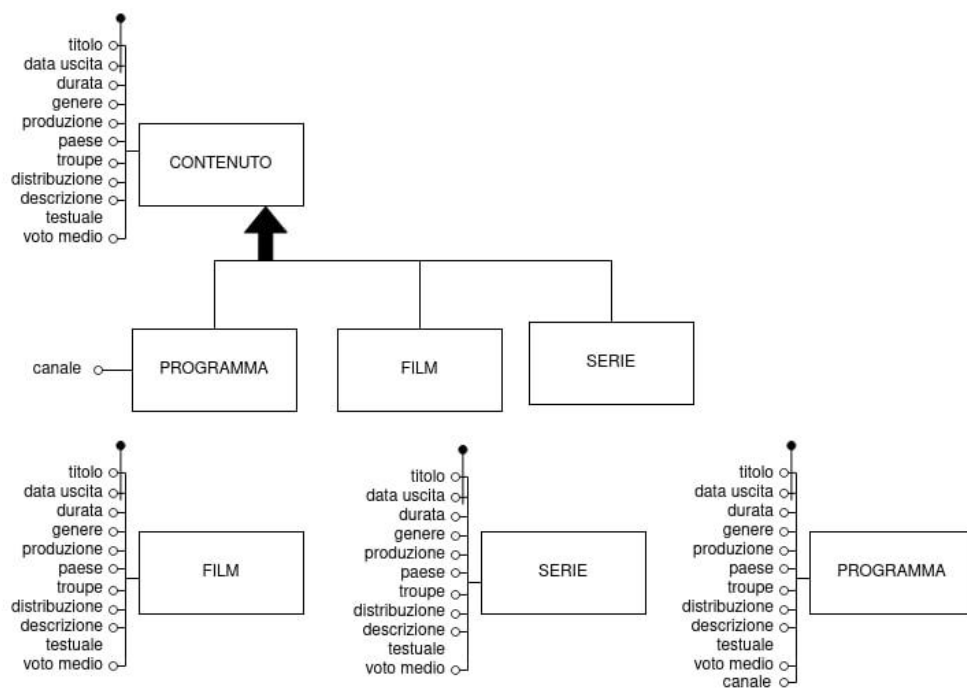 titolo
data uscita
durata
genere
produzione
paese
troupe
distribuzione
descrizione
testuale
voto medio
CONTENUTO
canale
PROGRAMMA
FILM
SERIE
titolo
data uscita
durata
genere
produzione
paese
troupe
distribuzione
descrizione
testuale
voto medio
FILM
titolo
data uscita
durata
genere
produzione
paese
troupe
distribuzione
descrizione
testuale
voto medio
SERIE
titolo
data uscita
durata
genere
produzione
paese
troupe
distribuzione
descrizione
testuale
voto medio
canale
PROGRAMMA